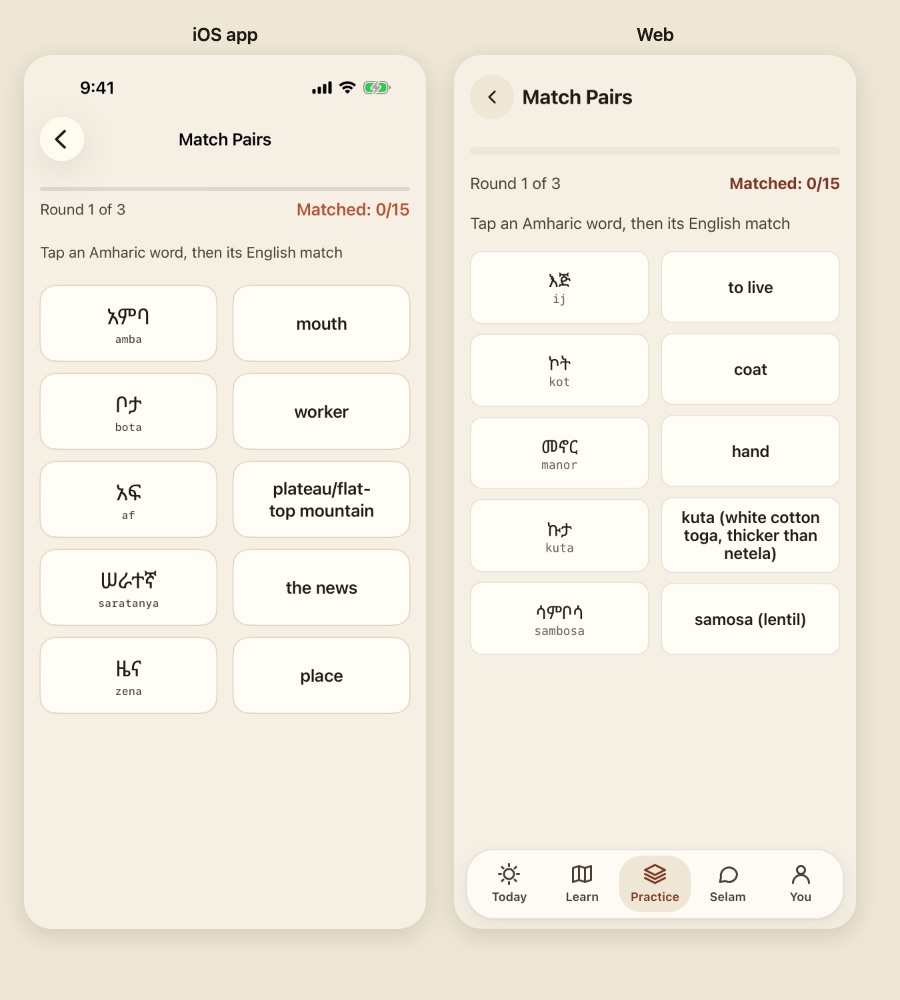 iOS app
9:41
Match Pairs
Round 1 of 3
Matched: 0/15
Tap an Amharic word, then its English match
አምባ
amba
mouth
ቦታ
bota
worker
አፍ
af
plateau/flat-
top mountain
ሠራተኛ
saratanya
the news
ዜና
zena
place
Web
Match Pairs
Round 1 of 3
Matched: 0/15
Tap an Amharic word, then its English match
እጅ
ij
to live
ኮት
kot
coat
መኖር
manor
hand
ኩታ
kuta
kuta (white cotton
toga, thicker than
netela)
ሳምቦሳ
sambosa
samosa (lentil)
Today
Learn
Practice
Selam
You